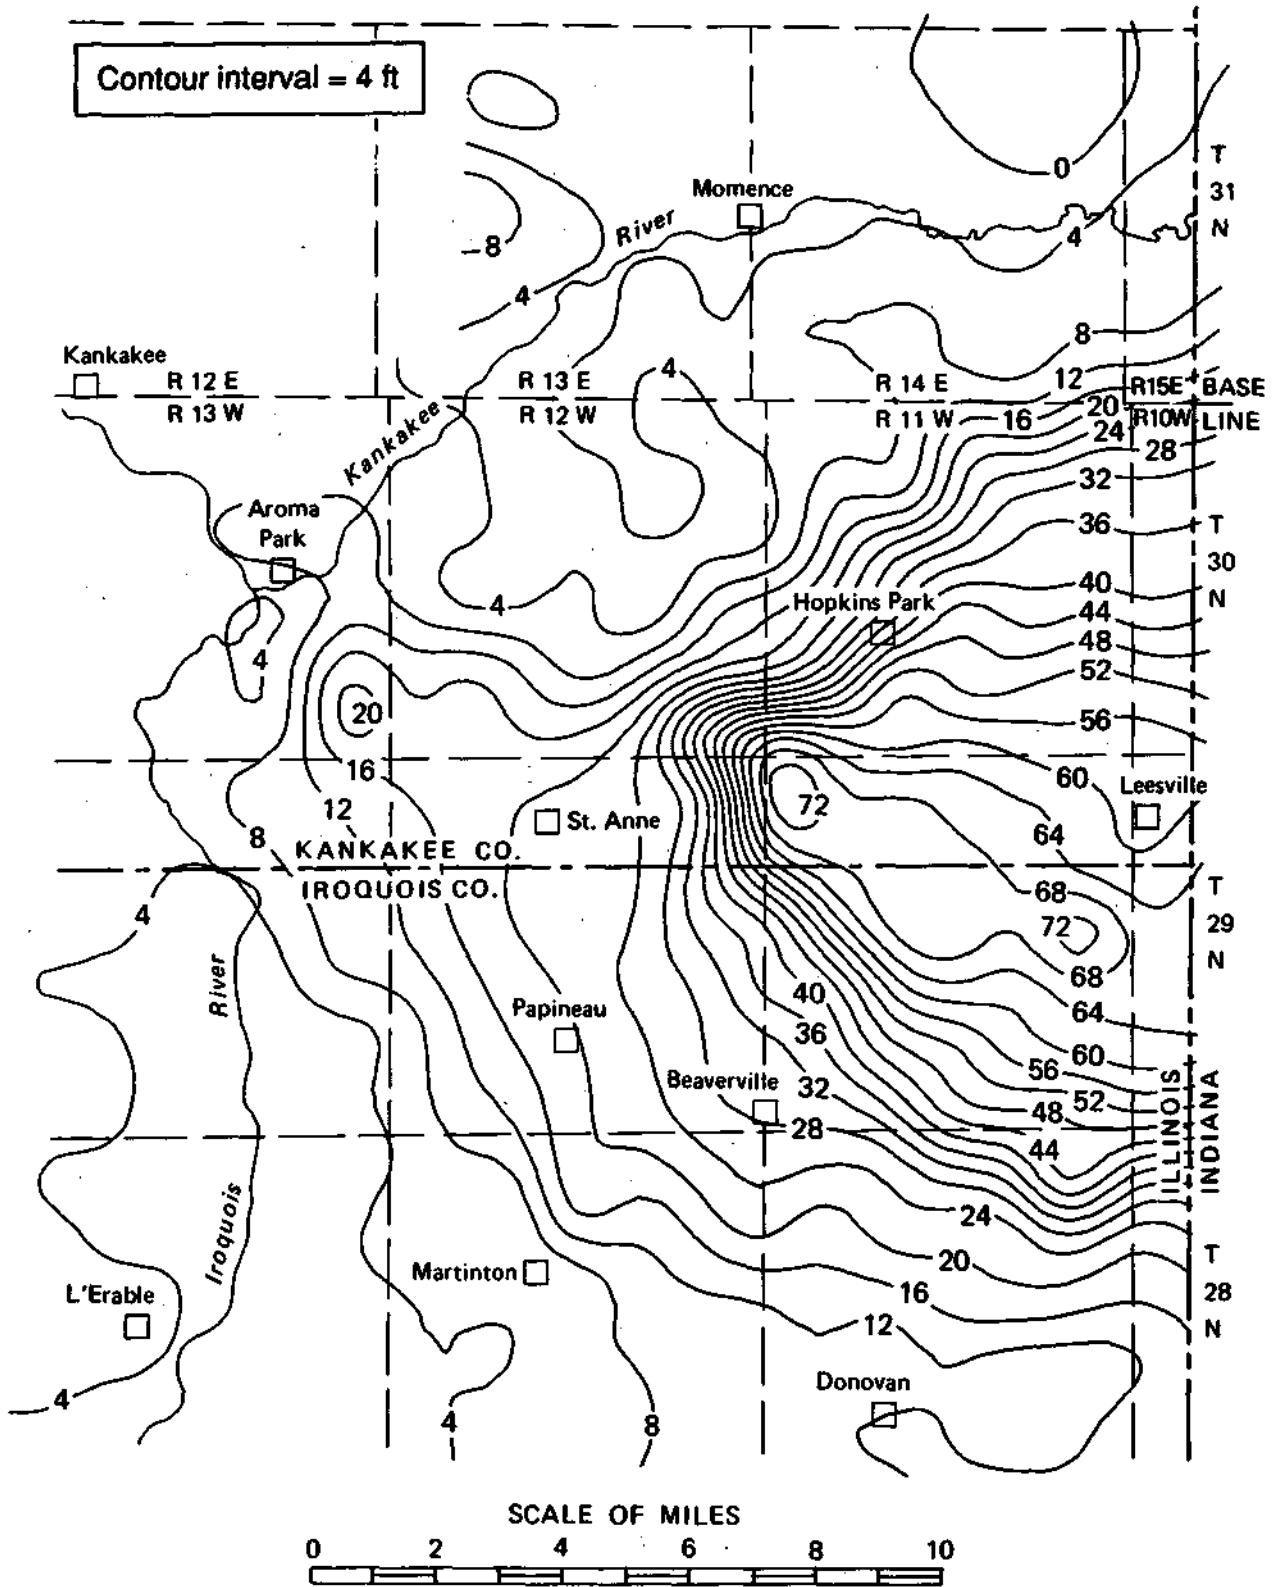 Contour interval = 4 ft
0
T
31
N
Momence
River
8
4
4
8
Kankakee
R 12 E
R 13 E
4
R 14 E
12
R15E
BASE
R 13 W
R 12 W
R 11 W
16
20
R10W
LINE
24
28
Kankakee
32
Aroma
Park
36
T
30
N
40
Hopkins Park
44
4
48
4
52
20
56
16
60
Leesville
12
72
St. Anne
64
8
KANKAKEE CO.
IROQUOIS CO.
68
T
29
N
4
72
River
68
40
Papineau
64
36
60
56
Beaverville
32
52
48
28
44
ILLINOIS
INDIANA
24
Iroquois
20
T
28
N
Martinton
L'Erable
16
12
Donovan
4
4
8
SCALE OF MILES
0 2 4 6 8 10